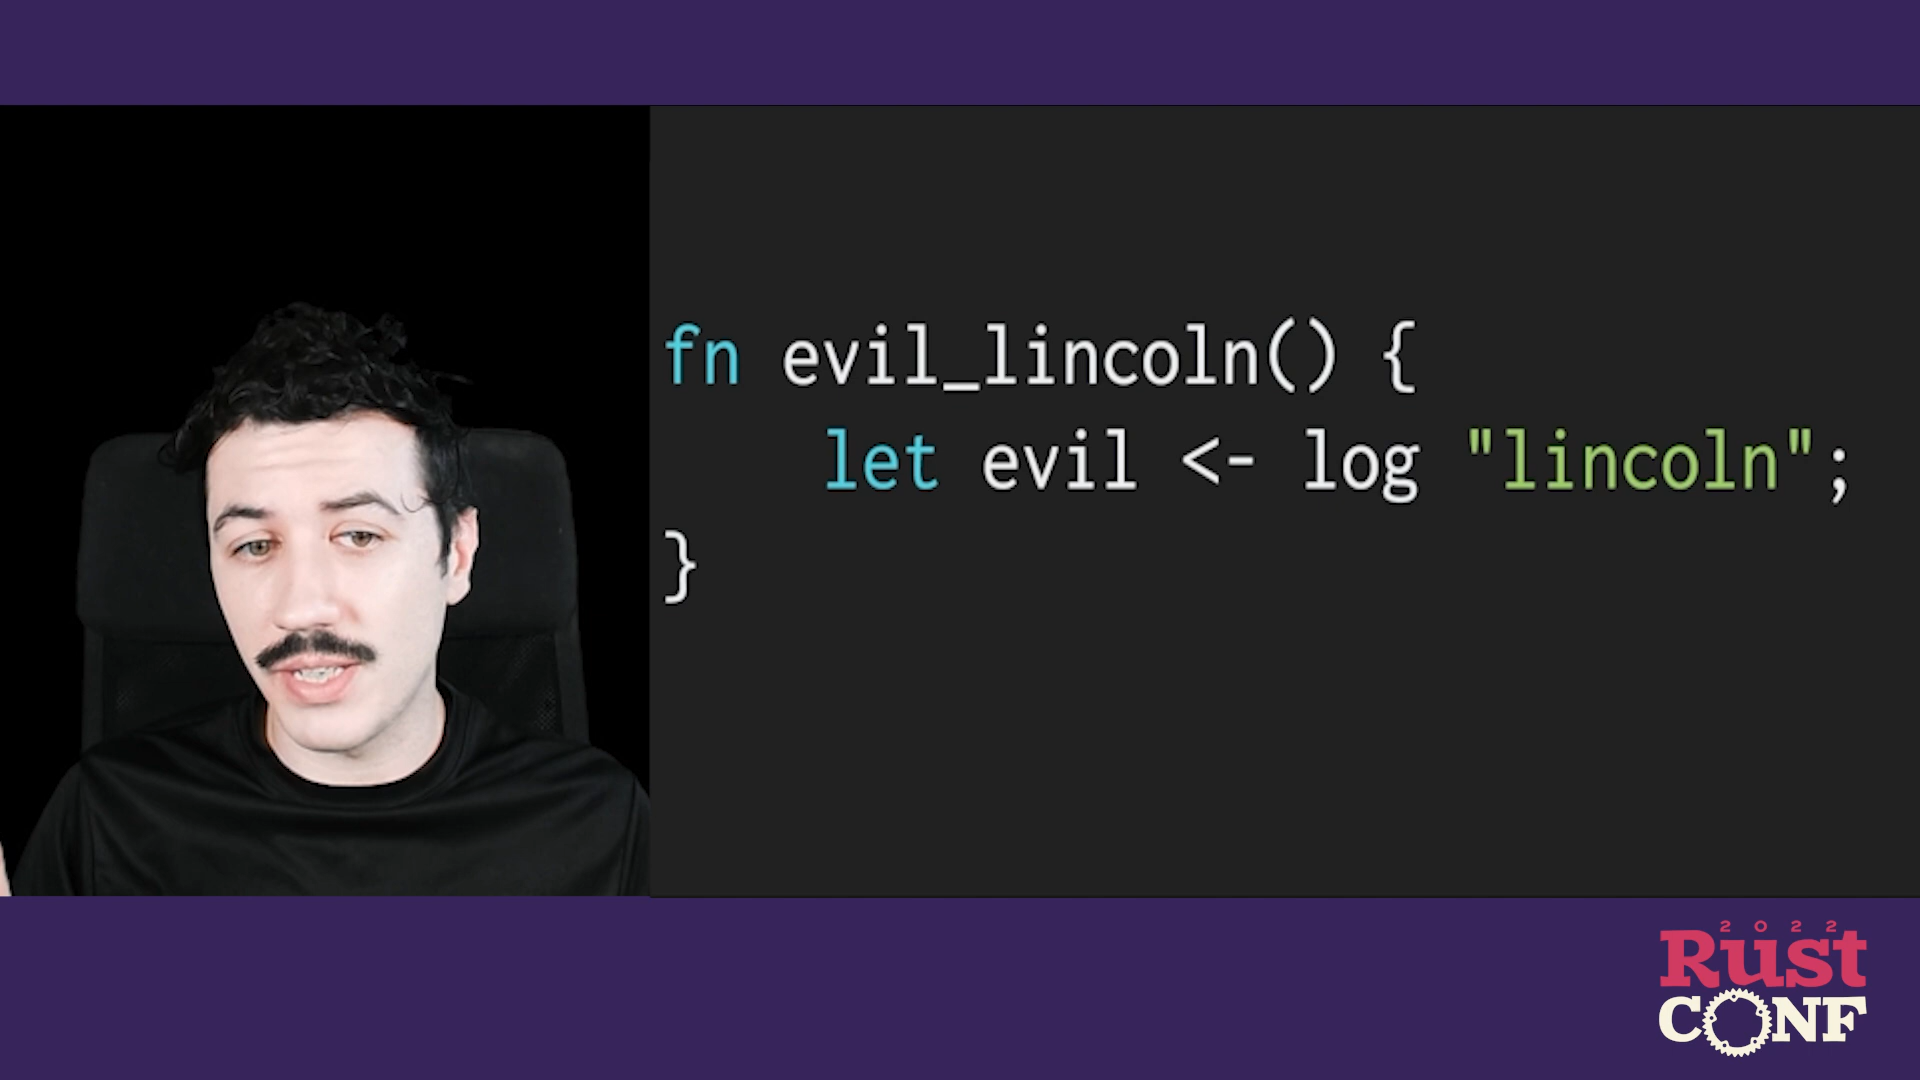 fn evil_lincoln() {
    let evil <- log "lincoln";
}
2022
Rust
CONF